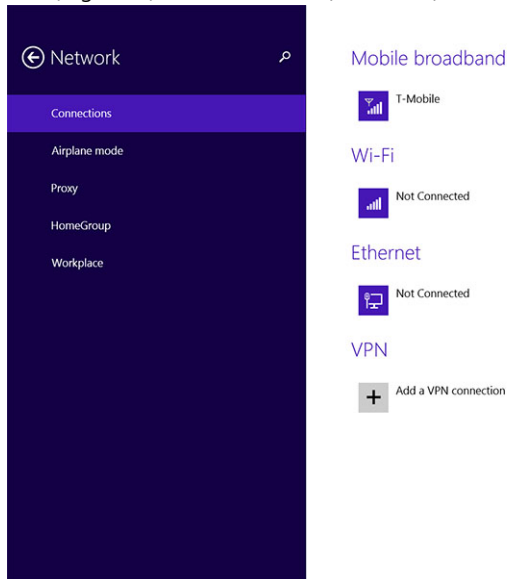 Network
Connections
Airplane mode
Proxy
HomeGroup
Workplace
Mobile broadband
T-Mobile
Wi-Fi
Not Connected
Ethernet
Not Connected
VPN
Add a VPN connection